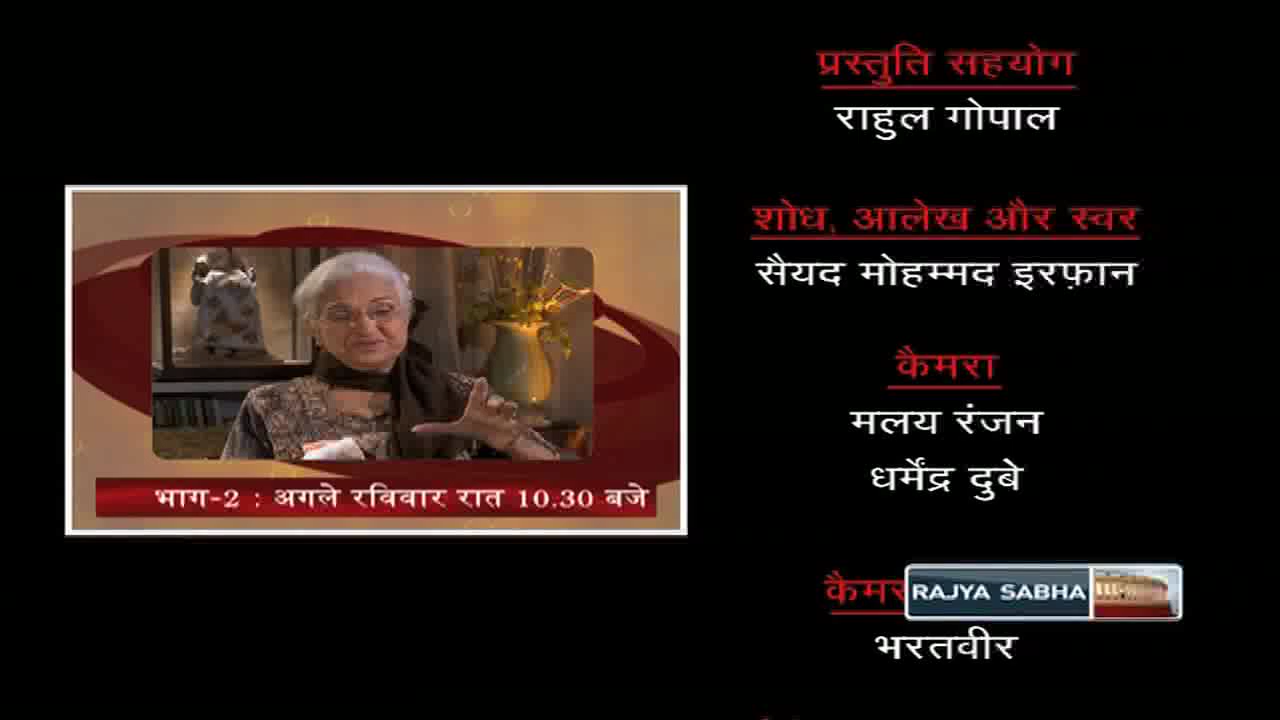 प्रस्तुति सहयोग
राहुल गोपाल
शोध, आलेख और स्वर
सैयद मोहम्मद इरफ़ान
कैमरा
मलय रंजन
धर्मेंद्र दुबे
भाग-2 : अगले रविवार रात 10.30 बजे
RAJYA SABHA
भरतवीर